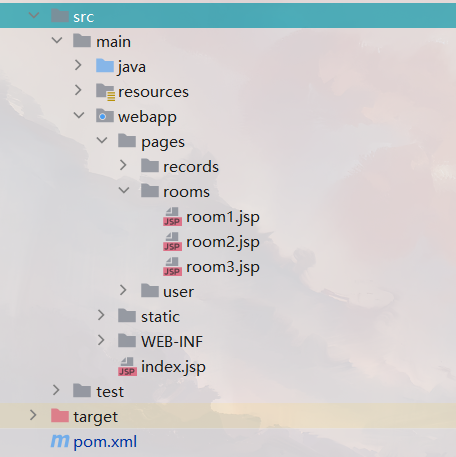 src
main
java
resources
webapp
pages
records
rooms
JSP room1.jsp
JSP room2.jsp
JSP room3.jsp
user
static
WEB-INF
JSP index.jsp
test
target
m pom.xml